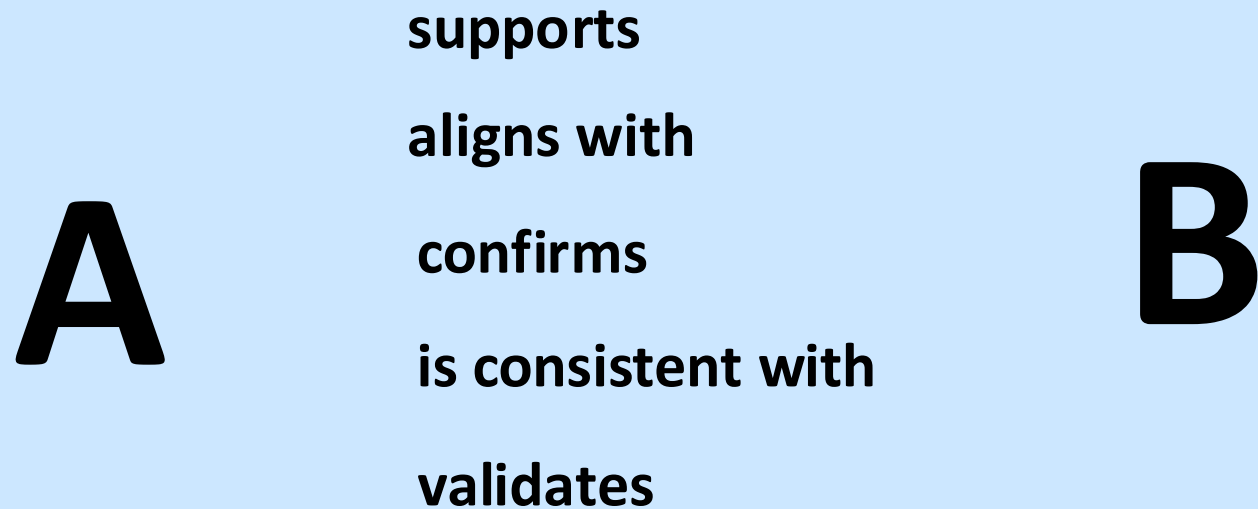 supports
aligns with
A
confirms
B
is consistent with
validates